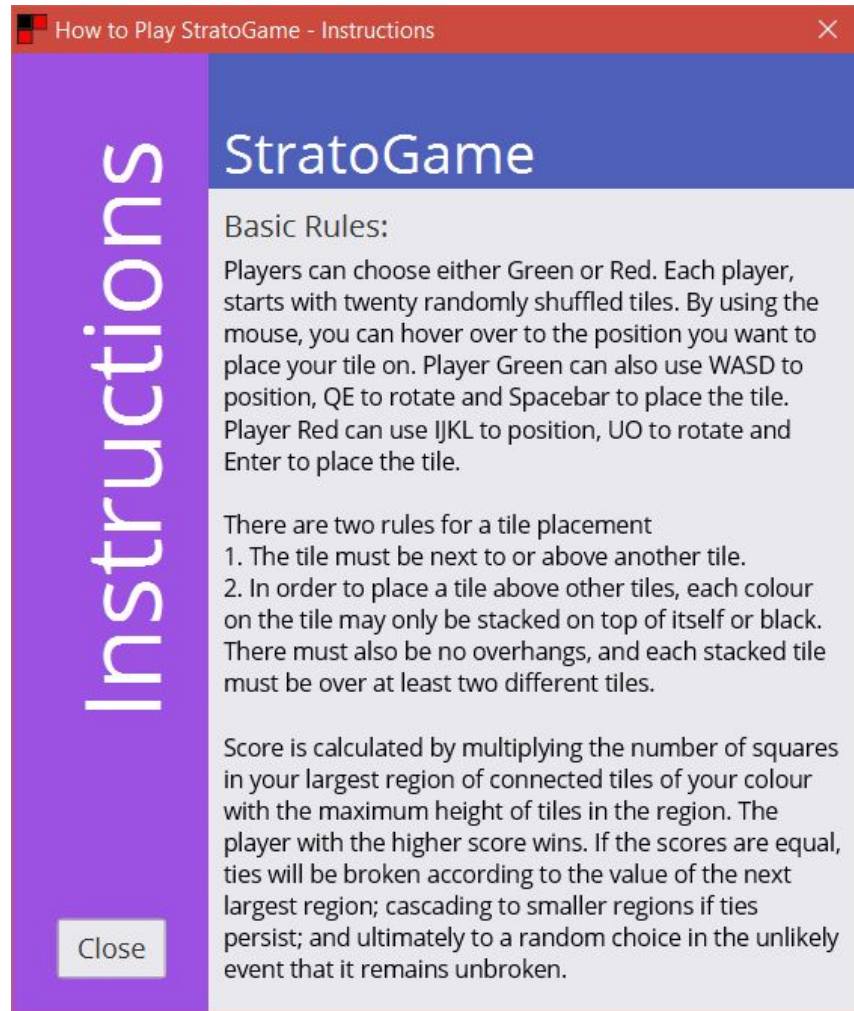 How to Play StratoGame - Instructions
Instructions
StratoGame
Basic Rules:
Players can choose either Green or Red. Each player,
starts with twenty randomly shuffled tiles. By using the
mouse, you can hover over to the position you want to
place your tile on. Player Green can also use WASD to
position, QE to rotate and Spacebar to place the tile.
Player Red can use IJKL to position, UO to rotate and
Enter to place the tile.
There are two rules for a tile placement
1. The tile must be next to or above another tile.
2. In order to place a tile above other tiles, each colour
on the tile may only be stacked on top of itself or black.
There must also be no overhangs, and each stacked tile
must be over at least two different tiles.
Score is calculated by multiplying the number of squares
in your largest region of connected tiles of your colour
with the maximum height of tiles in the region. The
player with the higher score wins. If the scores are equal,
ties will be broken according to the value of the next
largest region; cascading to smaller regions if ties
persist; and ultimately to a random choice in the unlikely
event that it remains unbroken.
Close